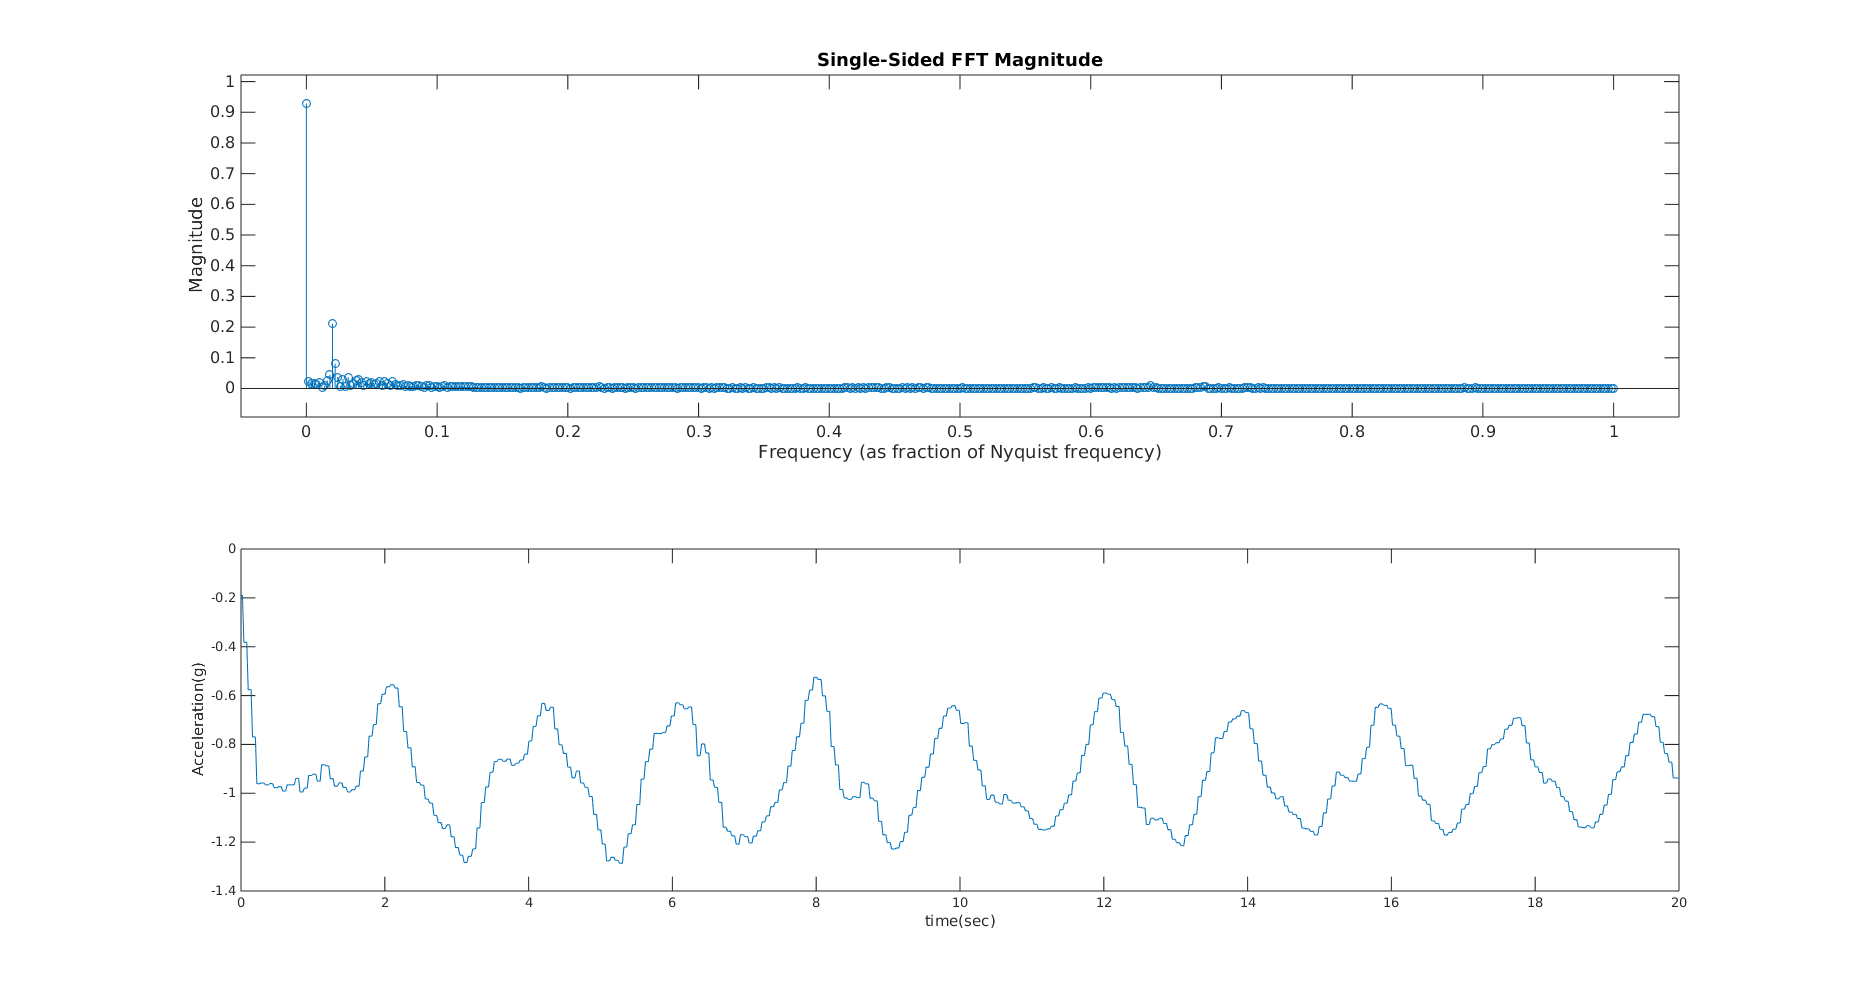 Single-Sided FFT Magnitude
1
0.9
0.8
0.7
0.6
0.5
0.4
0.3
0.2
0.1
0
Magnitude
0 0.1 0.2 0.3 0.4 0.5 0.6 0.7 0.8 0.9 1
Frequency (as fraction of Nyquist frequency)
0
-0.2
-0.4
-0.6
-0.8
-1
-1.2
-1.4
Acceleration(g)
0 2 4 6 8 10 12 14 16 18 20
time(sec)